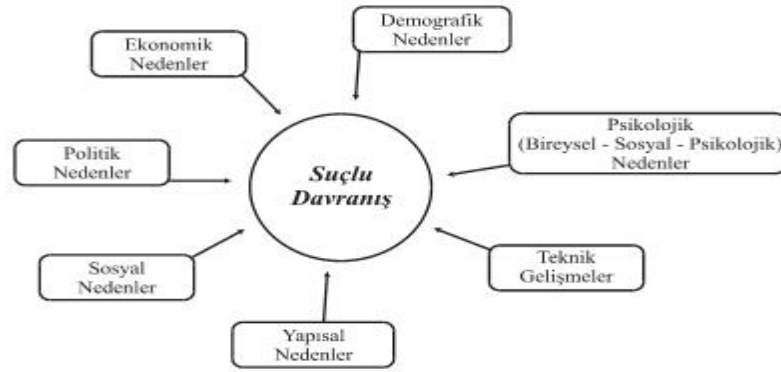 Demografik
Nedenler
Ekonomik
Nedenler
Psikolojik
(Bireysel - Sosyal - Psikolojik)
Nedenler
Politik
Nedenler
Suçlu
Davranış
Sosyal
Nedenler
Teknik
Gelişmeler
Yapısal
Nedenler